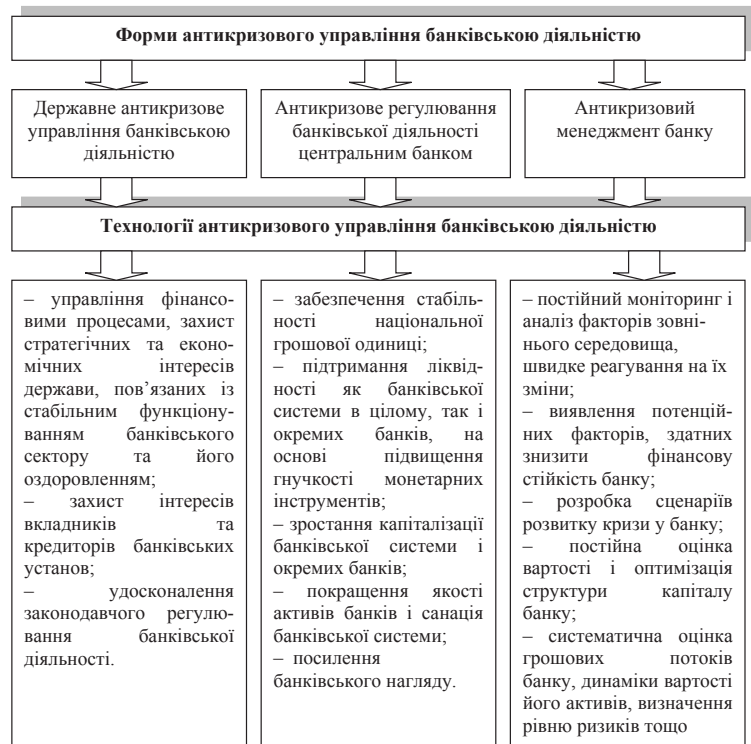 Форми антикризового управління банківською діяльністю
Державне антикризове
управління банківською
діяльністю
Антикризове регулювання
банківської діяльності
центральним банком
Антикризовий
менеджмент банку
Технології антикризового управління банківською діяльністю
– управління фінансо-
вими процесами, захист
стратегічних та еконо-
мічних інтересів
держави, пов’язаних із
стабільним функціону-
ванням банківського
сектору та його
оздоровленням;
– захист інтересів
вкладників та
кредиторів банківських
установ;
– удосконалення
законодавчого регулю-
вання банківської
діяльності.
– забезпечення стабіль-
ності національної
грошової одиниці;
– підтримання ліквід-
ності як банківської
системи в цілому, так і
окремих банків, на
основі підвищення
гнучкості монетарних
інструментів;
– зростання капіталізації
банківської системи і
окремих банків;
– покращення якості
активів банків і санація
банківської системи;
– посилення
банківського нагляду.
– постійний моніторинг і
аналіз факторів зовні-
нього середовища,
швидке реагування на їх
зміни;
– виявлення потенцій-
них факторів, здатних
знизити фінансову
стійкість банку;
– розробка сценаріїв
розвитку кризи у банку;
– постійна оцінка
вартості і оптимізація
структури капіталу
банку;
– систематична оцінка
грошових потоків
банку, динаміки вартості
його активів, визначення
рівню ризиків тощо